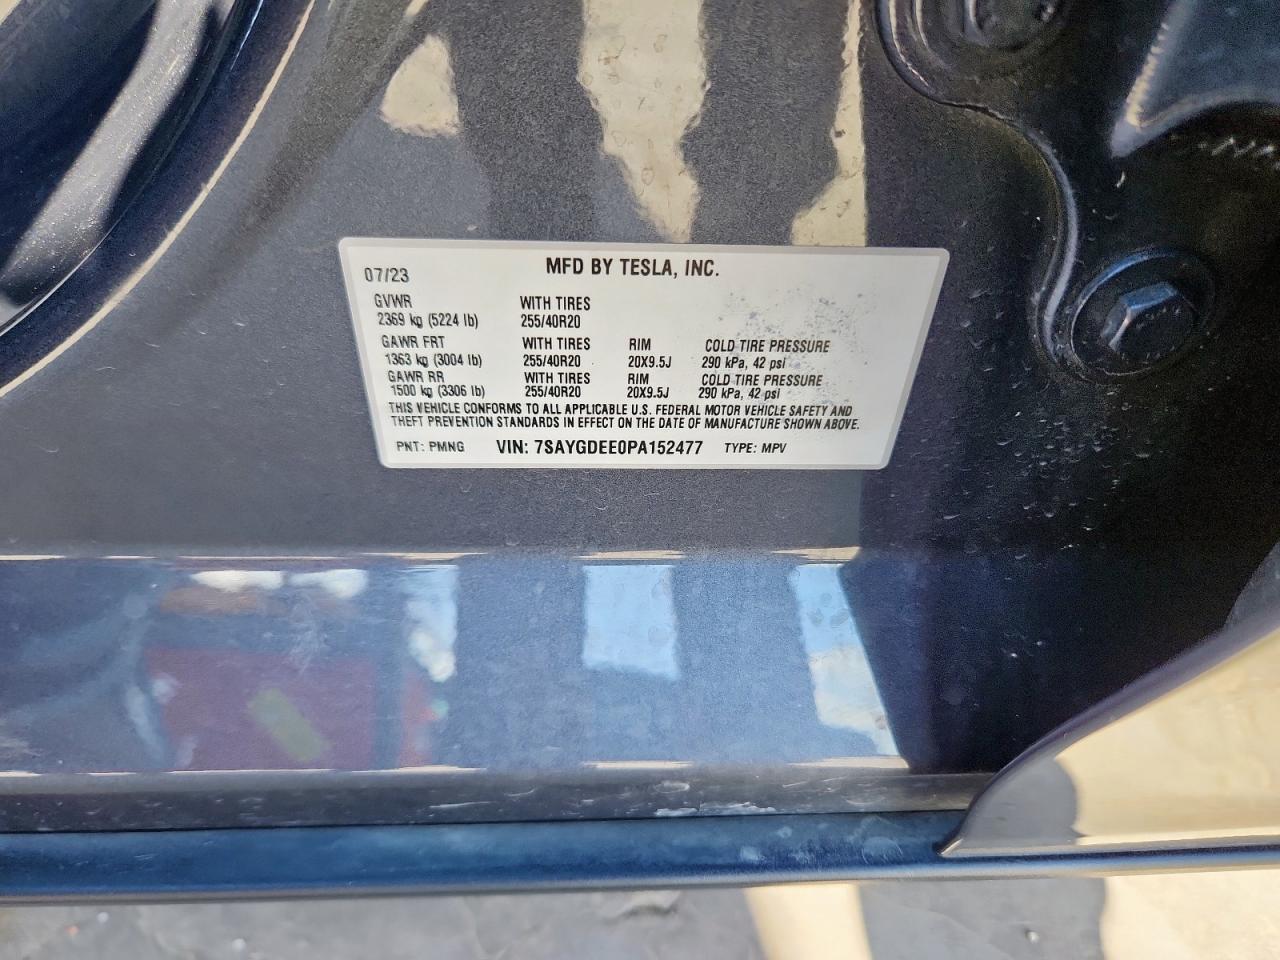 07/23 MFD BY TESLA, INC.
GVWR WITH TIRES
2369 kg (5224 lb) 255/40R20
GAWR FRT WITH TIRES RIM COLD TIRE PRESSURE
1363 kg (3004 lb) 255/40R20 20X9.5J 290 kPa, 42 psi
GAWR RR WITH TIRES RIM COLD TIRE PRESSURE
1500 kg (3306 lb) 255/40R20 20X9.5J 290 kPa, 42 psi
THIS VEHICLE CONFORMS TO ALL APPLICABLE U.S. FEDERAL MOTOR VEHICLE SAFETY AND
THEFT PREVENTION STANDARDS IN EFFECT ON THE DATE OF MANUFACTURE SHOWN ABOVE.
PNT: PMNG VIN: 7SAYGDEE0PA152477 TYPE: MPV